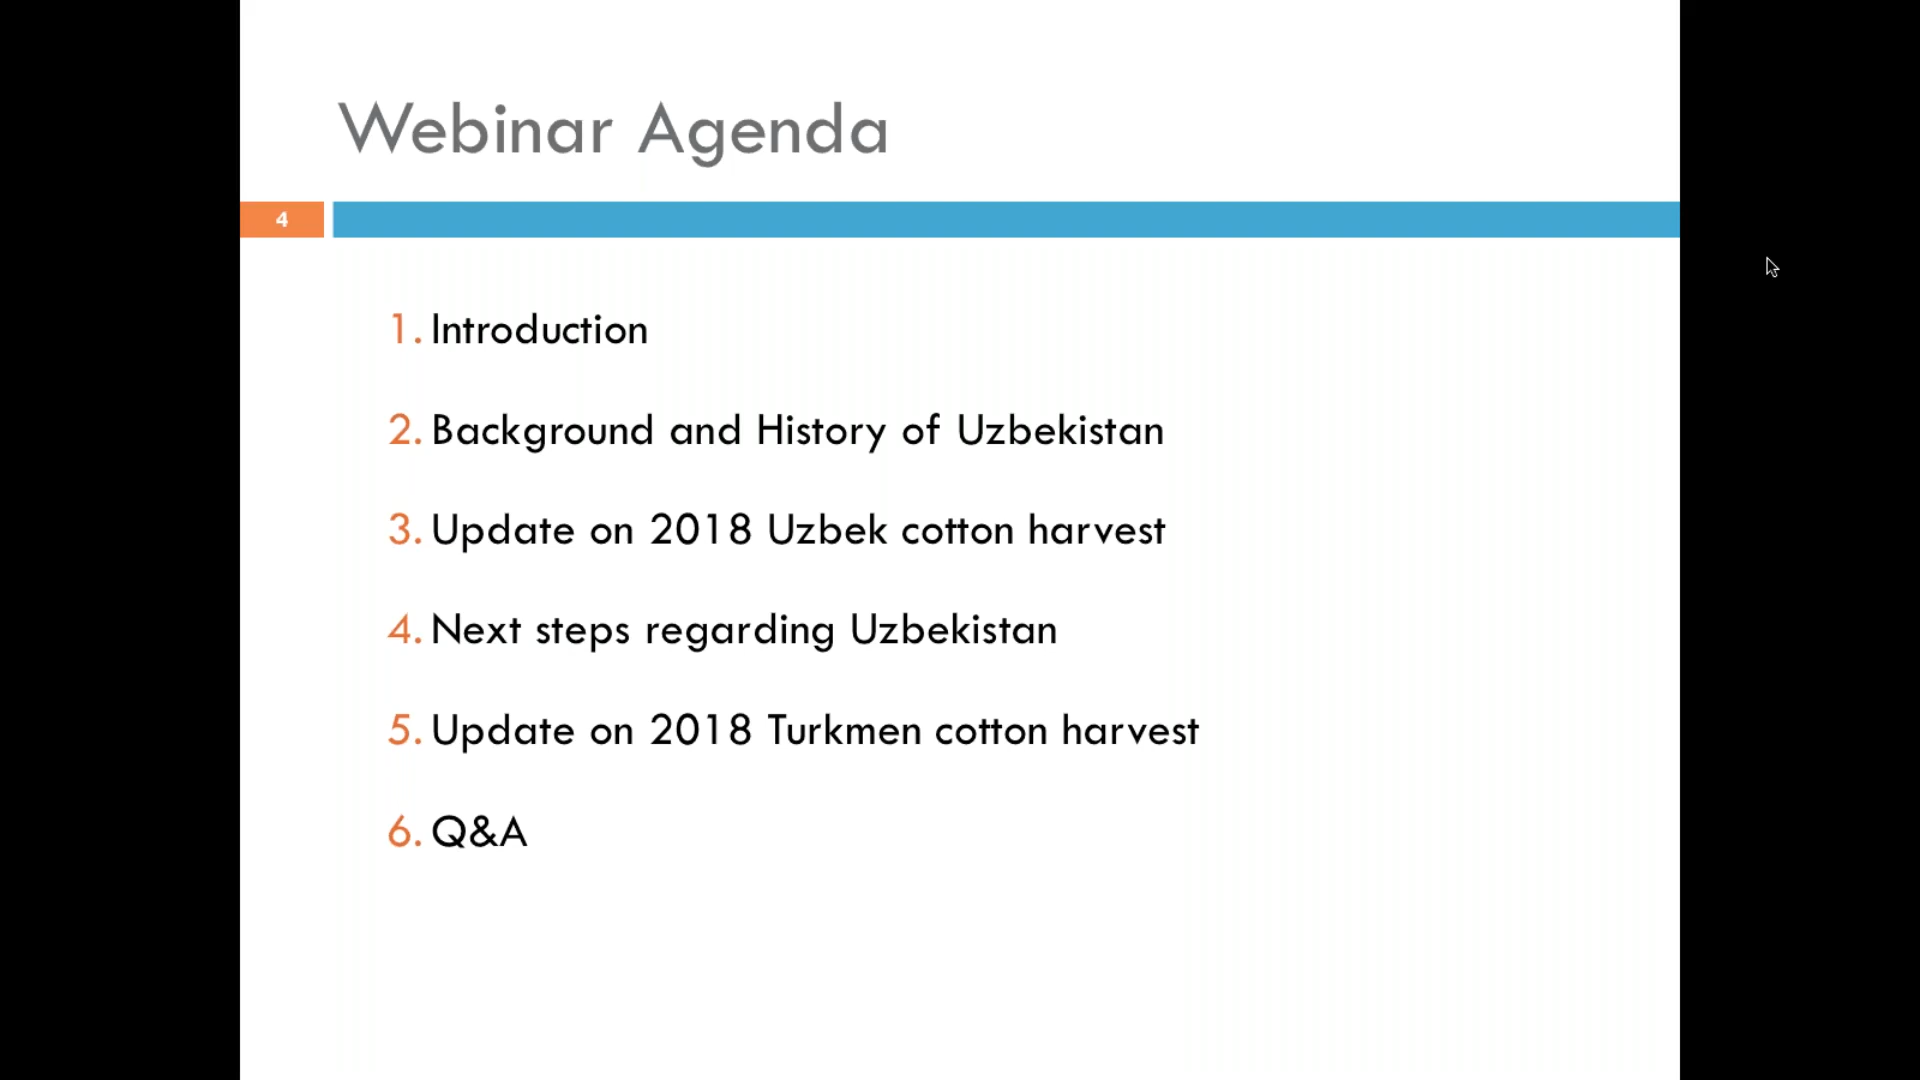 Webinar Agenda
4
1. Introduction
2. Background and History of Uzbekistan
3. Update on 2018 Uzbek cotton harvest
4. Next steps regarding Uzbekistan
5. Update on 2018 Turkmen cotton harvest
6. Q&A